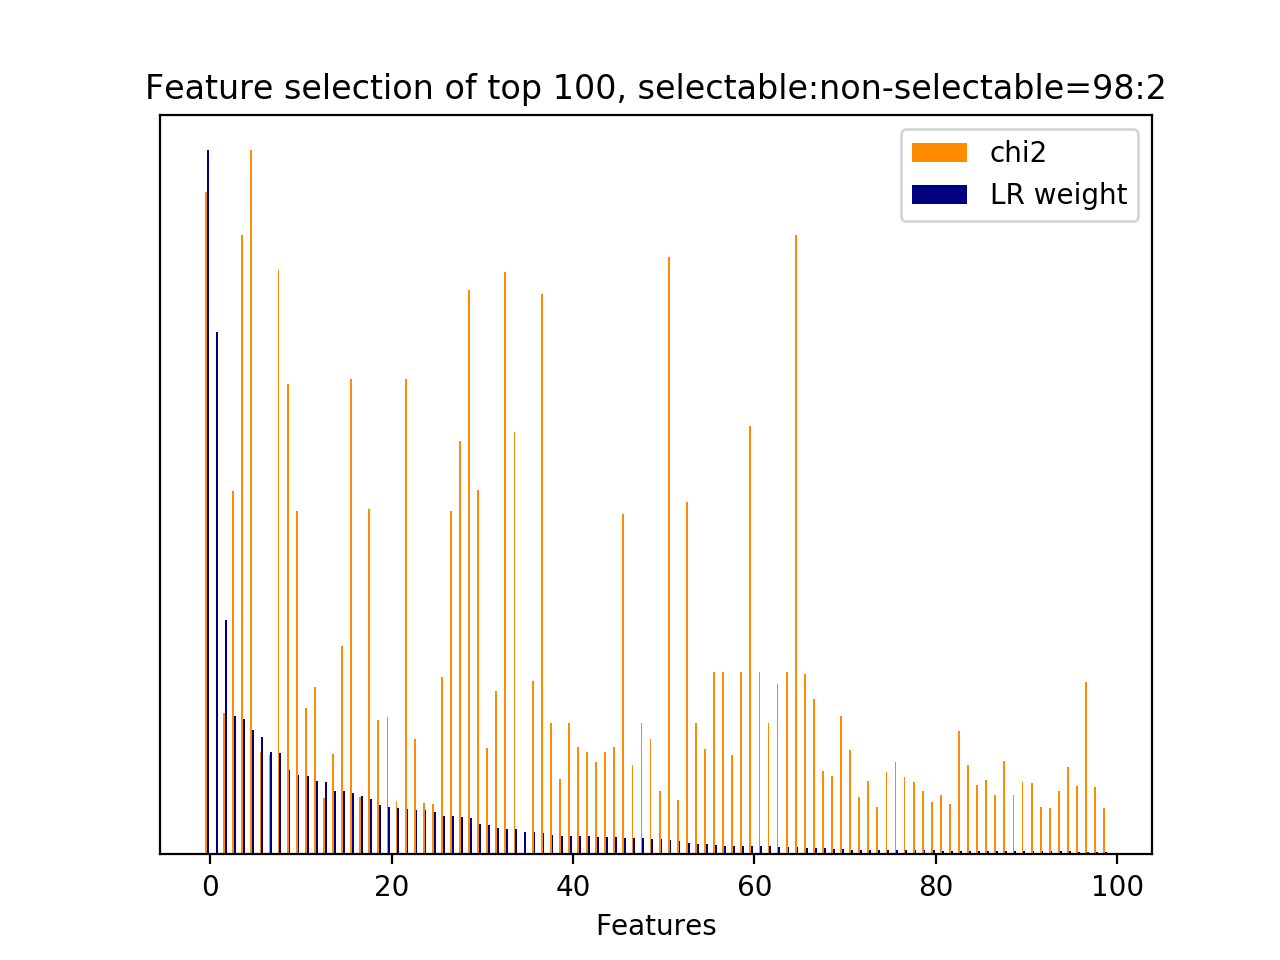 Feature selection of top 100, selectable:non-selectable=98:2
chi2
LR weight
0 20 40 60 80 100
Features